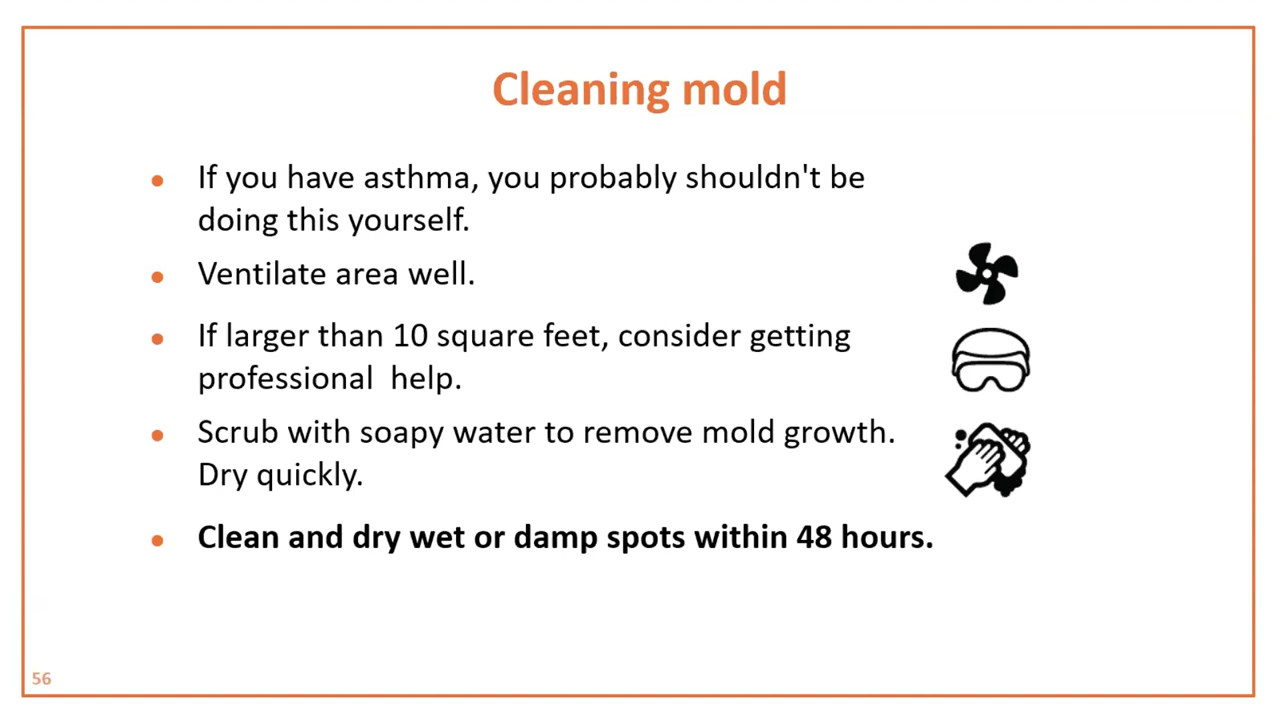 Cleaning mold
• If you have asthma, you probably shouldn't be
doing this yourself.
• Ventilate area well.
• If larger than 10 square feet, consider getting
professional  help.
• Scrub with soapy water to remove mold growth.
Dry quickly.
• Clean and dry wet or damp spots within 48 hours.
56